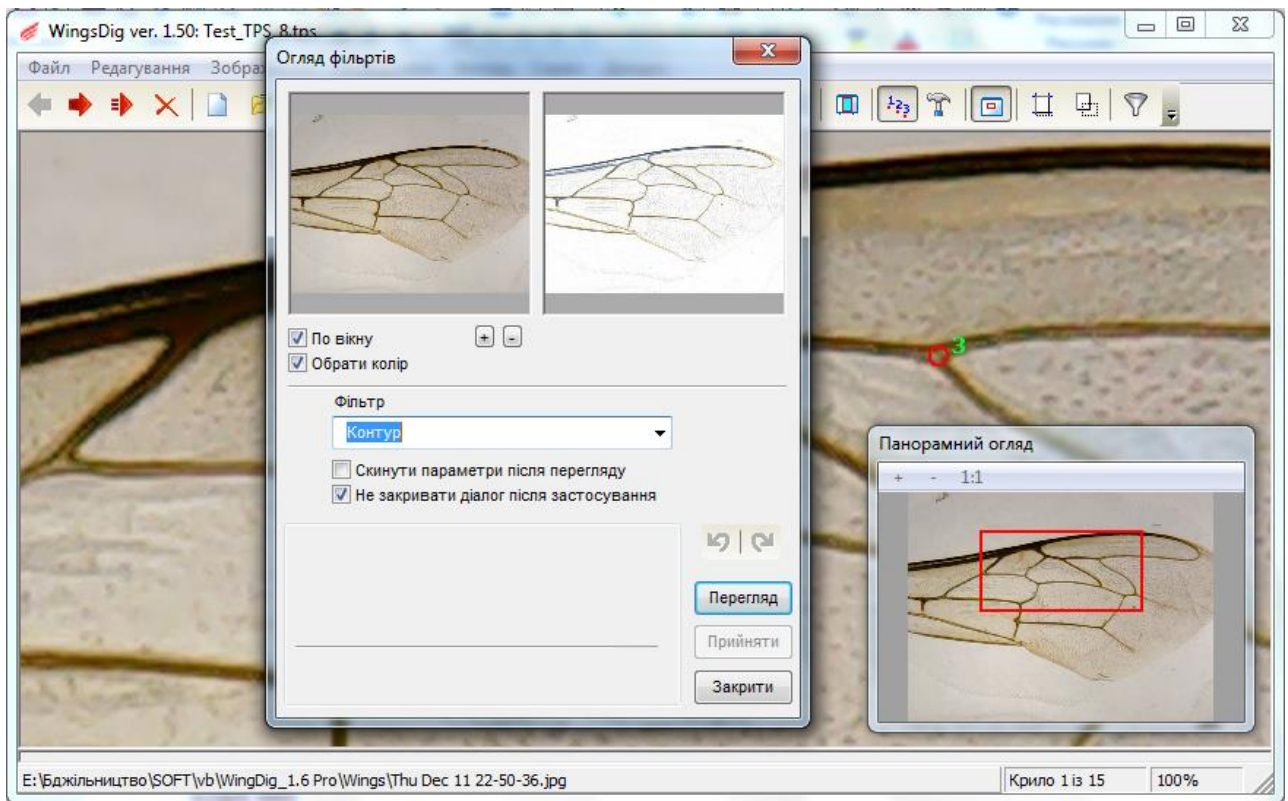 WingsDig ver. 1.50: Test_TPS_8.tps
Файл Редагування Зображ
Огляд фільтрів
По вікну + -
Обрати колір
Фільтр
Контур
Скинути параметри після перегляду
Не закривати діалог після застосування
Перегляд
Прийняти
Закрити
3
Панорамний огляд
+ - 1:1
E:\Бджільництво\SOFT\vb\WingDig_1.6 Pro\Wings\Thu Dec 11 22-50-36.jpg
Крило 1 із 15
100%